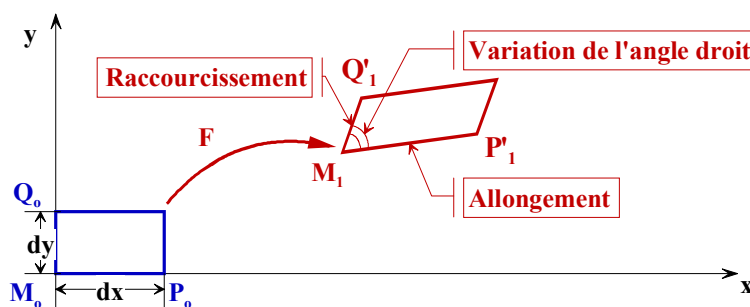 y
Variation de l'angle droit
Raccourcissement
Q'₁
F
M₁
P'₁
Allongement
Qₒ
dy
Mₒ
dx
Pₒ
x